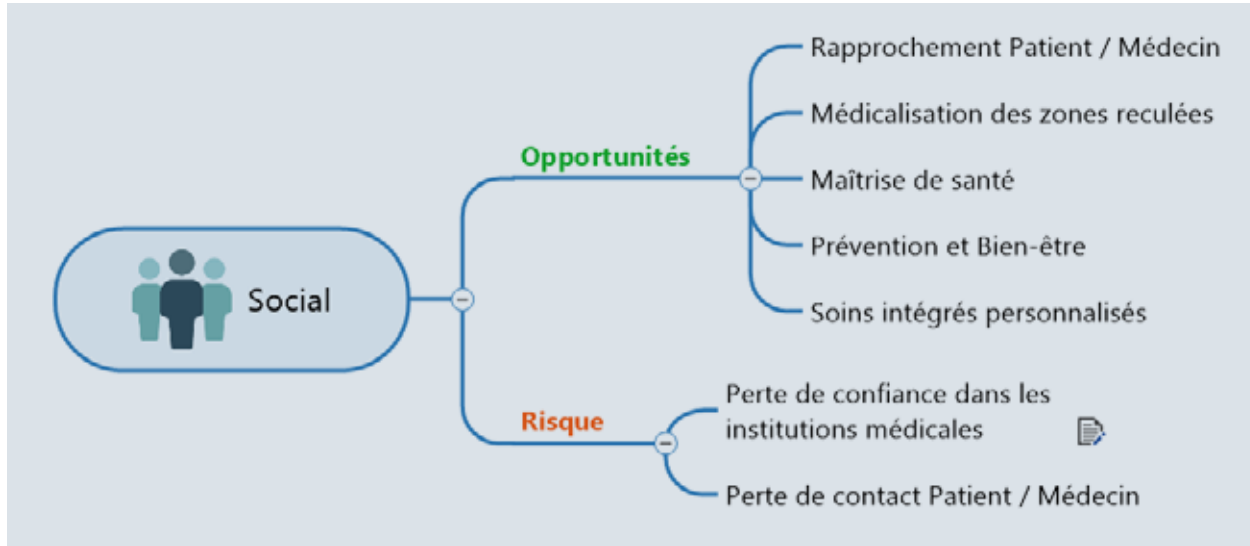 Social
Opportunités
Rapprochement Patient / Médecin
Médicalisation des zones reculées
Maîtrise de santé
Prévention et Bien-être
Soins intégrés personnalisés
Risque
Perte de confiance dans les
institutions médicales
Perte de contact Patient / Médecin